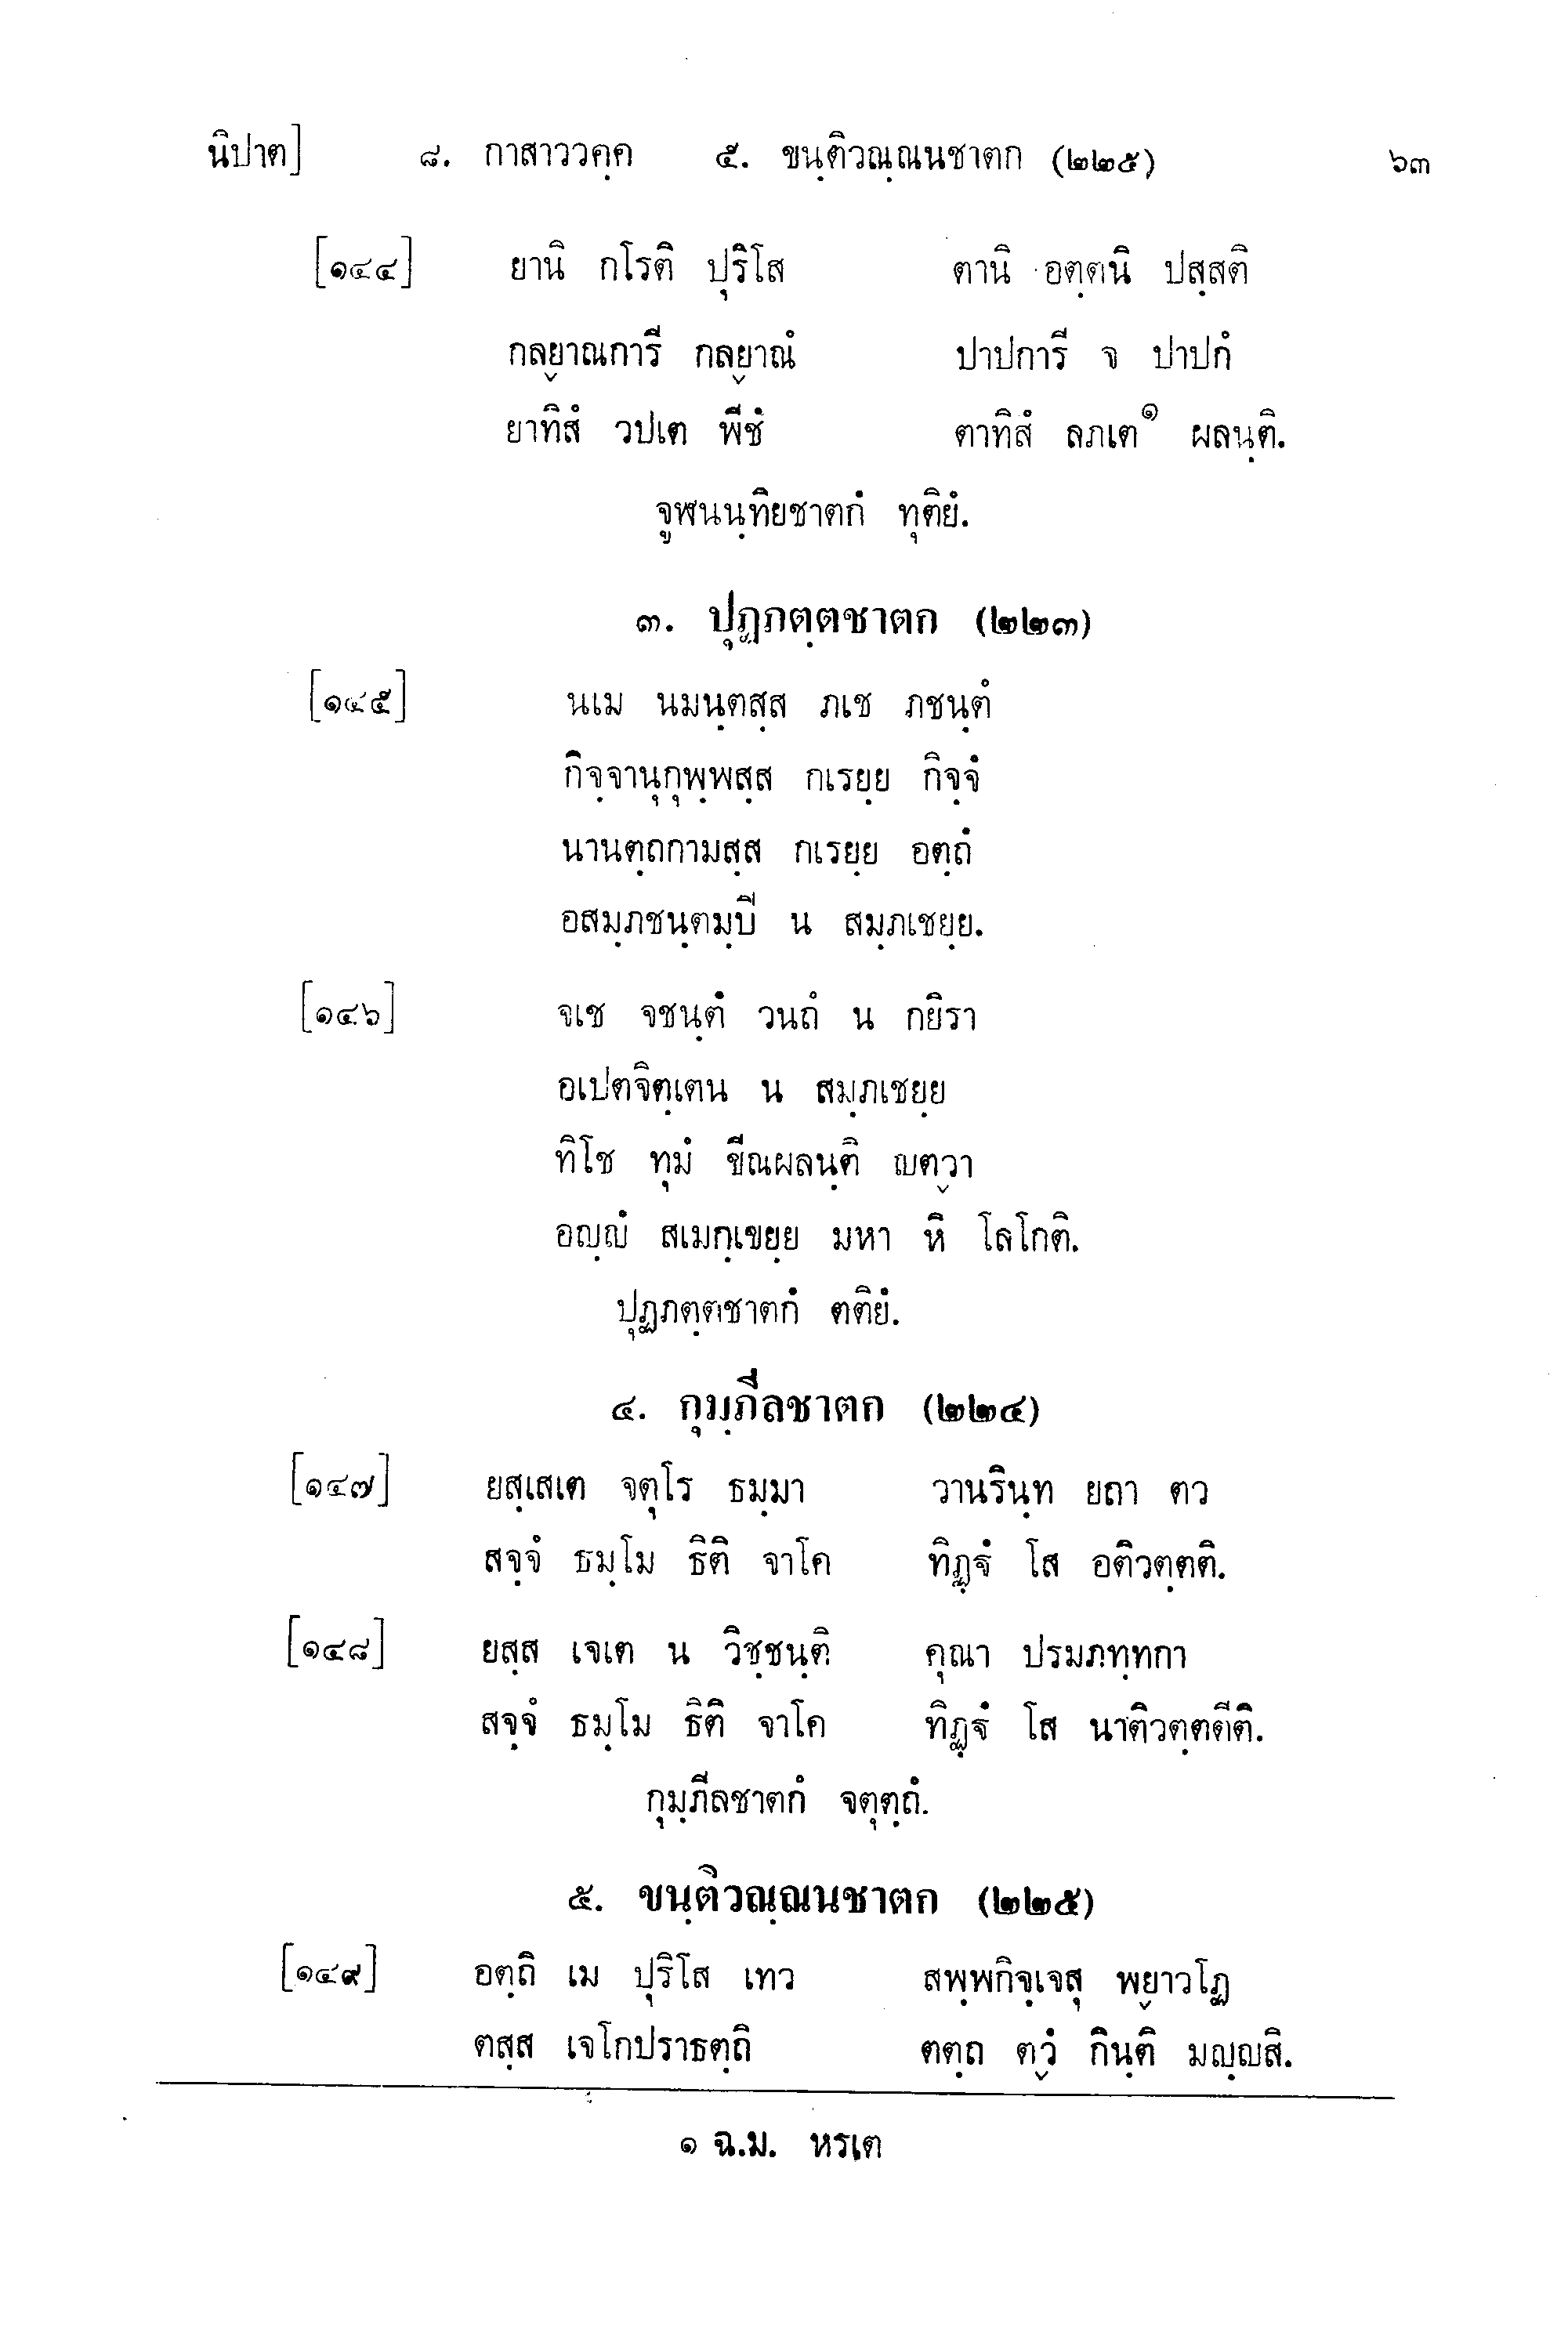 นิปาต] ๘. กาสาววคฺค ๕. ขนฺติวณฺณนชาตก (๒๒๕) ๖๓
[๑๔๔] ยานิ กโรติ ปุริโส ตานิ อตฺตนิ ปสฺสติ
กลฺยาณการี กลฺยาณํ ปาปการี จ ปาปกํ
ยาทิสํ วปเต พีชํ ตาทิสํ ลภเต๑ ผลนฺติ.
จูฬนนฺทิยชาตกํ ทุติยํ.
๓. ปุฏภตฺตชาตก (๒๒๓)
[๑๔๕] นเม นมนฺตสฺส ภเช ภชนฺตํ
กิจฺจานุกุพฺพสฺส กเรยฺย กิจฺจํ
นานตฺถกามสฺส กเรยฺย อตฺถํ
อสมฺภชนฺตมฺปิ น สมฺภเชยฺย.
[๑๔๖] จเช จชนฺตํ วนถํ น กยิรา
อเปตจิตฺเตน น สมฺภเชยฺย
ทิโช ทุมํ ขีณผลนฺติ ญตฺวา
อญฺญํ สเมกฺเขยฺย มหา หิ โลโกติ.
ปุฏภตฺตชาตกํ ตติยํ.
๔. กุมฺภีลชาตก (๒๒๔)
[๑๔๗] ยสฺเสเต จตุโร ธมฺมา วานรินฺท ยถา ตว
สจฺจํ ธมฺโม ธิติ จาโค ทิฏฺฐํ โส อติวตฺตติ.
[๑๔๘] ยสฺส เจเต น วิชฺชนฺติ คุณา ปรมภทฺทกา
สจฺจํ ธมฺโม ธิติ จาโค ทิฏฺฐํ โส นาติวตฺตตีติ.
กุมฺภีลชาตกํ จตุตฺถํ.
๕. ขนฺติวณฺณนชาตก (๒๒๕)
[๑๔๙] อตฺถิ เม ปุริโส เทว สพฺพกิจฺเจสุ พฺยาวโฏ
ตสฺส เจโกปราธตฺถิ ตตฺถ ตฺวํ กินฺติ มญฺญสิ.
๑ ฉ.ม. หรเต